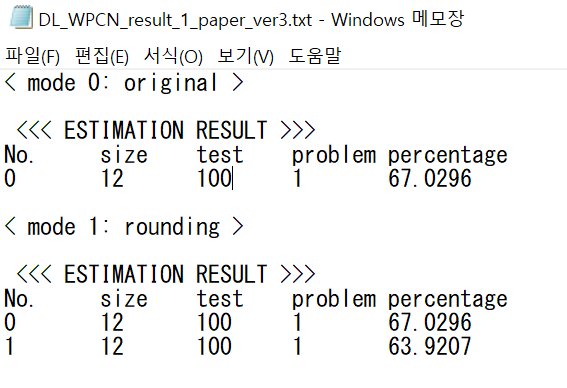 DL_WPCN_result_1_paper_ver3.txt - Windows 메모장
파일(F) 편집(E) 서식(O) 보기(V) 도움말
< mode 0: original >
<<< ESTIMATION RESULT >>>
No. size test problem percentage
0 12 100 1 67.0296
< mode 1: rounding >
<<< ESTIMATION RESULT >>>
No. size test problem percentage
0 12 100 1 67.0296
1 12 100 1 63.9207